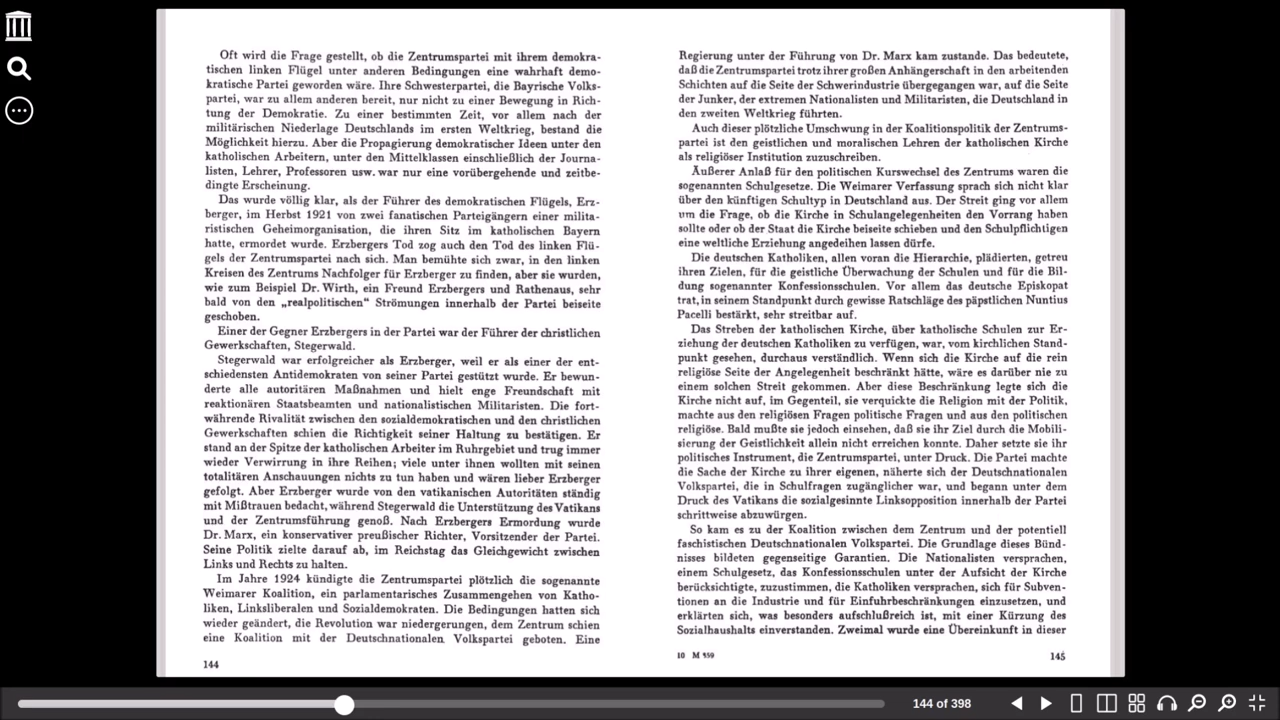 Oft wird die Frage gestellt, ob die Zentrumspartei mit ihrem demokra-
tischen linken Flügel unter anderen Bedingungen eine wahrhaft demo-
kratische Partei geworden wäre. Ihre Schwesterpartei, die Bayrische Volks-
partei, war zu allem anderen bereit, nur nicht zu einer Bewegung in Rich-
tung der Demokratie. Zu einer bestimmten Zeit, vor allem nach der
militärischen Niederlage Deutschlands im ersten Weltkrieg, bestand die
Möglichkeit hierzu. Aber die Propagierung demokratischer Ideen unter den
katholischen Arbeitern, unter den Mittelklassen einschließlich der Journa-
listen, Lehrer, Professoren usw. war nur eine vorübergehende und zeitbe-
dingte Erscheinung.
Das wurde völlig klar, als der Führer des demokratischen Flügels, Erz-
berger, im Herbst 1921 von zwei fanatischen Parteigängern einer milita-
ristischen Geheimorganisation, die ihren Sitz im katholischen Bayern
hatte, ermordet wurde. Erzbergers Tod zog auch den Tod des linken Flü-
gels der Zentrumspartei nach sich. Man bemühte sich zwar, in den linken
Kreisen des Zentrums Nachfolger für Erzberger zu finden, aber sie wurden,
wie zum Beispiel Dr. Wirth, ein Freund Erzbergers und Rathenaus, sehr
bald von den „realpolitischen“ Strömungen innerhalb der Partei beiseite
geschoben.
Einer der Gegner Erzbergers in der Partei war der Führer der christlichen
Gewerkschaften, Stegerwald.
Stegerwald war erfolgreicher als Erzberger, weil er als einer der ent-
schiedensten Antidemokraten von seiner Partei gestützt wurde. Er bewun-
derte alle autoritären Maßnahmen und hielt enge Freundschaft mit
reaktionären Staatsbeamten und nationalistischen Militaristen. Die fort-
währende Rivalität zwischen den sozialdemokratischen und den christlichen
Gewerkschaften schien die Richtigkeit seiner Haltung zu bestätigen. Er
stand an der Spitze der katholischen Arbeiter im Ruhrgebiet und trug immer
wieder Verwirrung in ihre Reihen; viele unter ihnen wollten mit seinen
totalitären Anschauungen nichts zu tun haben und wären lieber Erzberger
gefolgt. Aber Erzberger wurde von den vatikanischen Autoritäten ständig
mit Mißtrauen bedacht, während Stegerwald die Unterstützung des Vatikans
und der Zentrumsführung genoß. Nach Erzbergers Ermordung wurde
Dr. Marx, ein konservativer preußischer Richter, Vorsitzender der Partei.
Seine Politik zielte darauf ab, im Reichstag das Gleichgewicht zwischen
Links und Rechts zu halten.
Im Jahre 1924 kündigte die Zentrumspartei plötzlich die sogenannte
Weimarer Koalition, ein parlamentarisches Zusammengehen von Katho-
liken, Linksliberalen und Sozialdemokraten. Die Bedingungen hatten sich
wieder geändert, die Revolution war niedergerungen, dem Zentrum schien
eine Koalition mit der Deutschnationalen Volkspartei geboten. Eine
144
Regierung unter der Führung von Dr. Marx kam zustande. Das bedeutete,
daß die Zentrumspartei trotz ihrer großen Anhängerschaft in den arbeitenden
Schichten auf die Seite der Schwerindustrie übergegangen war, auf die Seite
der Junker, der extremen Nationalisten und Militaristen, die Deutschland in
den zweiten Weltkrieg führten.
Auch dieser plötzliche Umschwung in der Koalitionspolitik der Zentrums-
partei ist den geistlichen und moralischen Lehren der katholischen Kirche
als religiöser Institution zuzuschreiben.
Äußerer Anlaß für den politischen Kurswechsel des Zentrums waren die
sogenannten Schulgesetze. Die Weimarer Verfassung sprach sich nicht klar
über den künftigen Schultyp in Deutschland aus. Der Streit ging vor allem
um die Frage, ob die Kirche in Schulangelegenheiten den Vorrang haben
sollte oder ob der Staat die Kirche beiseite schieben und den Schulpflichtigen
eine weltliche Erziehung angedeihen lassen dürfe.
Die deutschen Katholiken, allen voran die Hierarchie, plädierten, getreu
ihren Zielen, für die geistliche Überwachung der Schulen und für die Bil-
dung sogenannter Konfessionsschulen. Vor allem das deutsche Episkopat
trat, in seinem Standpunkt durch gewisse Ratschläge des päpstlichen Nuntius
Pacelli bestärkt, sehr streitbar auf.
Das Streben der katholischen Kirche, über katholische Schulen zur Er-
ziehung der deutschen Katholiken zu verfügen, war, vom kirchlichen Stand-
punkt gesehen, durchaus verständlich. Wenn sich die Kirche auf die rein
religiöse Seite der Angelegenheit beschränkt hätte, wäre es darüber nie zu
einem solchen Streit gekommen. Aber diese Beschränkung legte sich die
Kirche nicht auf, im Gegenteil, sie verquickte die Religion mit der Politik,
machte aus den religiösen Fragen politische Fragen und aus den politischen
religiöse. Bald mußte sie jedoch einsehen, daß sie ihr Ziel durch die Mobili-
sierung der Geistlichkeit allein nicht erreichen konnte. Daher setzte sie ihr
politisches Instrument, die Zentrumspartei, unter Druck. Die Partei machte
die Sache der Kirche zu ihrer eigenen, näherte sich der Deutschnationalen
Volkspartei, die in Schulfragen zugänglicher war, und begann unter dem
Druck des Vatikans die sozialgesinnte Linksopposition innerhalb der Partei
schrittweise abzuwürgen.
So kam es zu der Koalition zwischen dem Zentrum und der potentiell
faschistischen Deutschnationalen Volkspartei. Die Grundlage dieses Bünd-
nisses bildeten gegenseitige Garantien. Die Nationalisten versprachen,
einem Schulgesetz, das Konfessionsschulen unter der Aufsicht der Kirche
berücksichtigte, zuzustimmen, die Katholiken versprachen, sich für Subven-
tionen an die Industrie und für Einfuhrbeschränkungen einzusetzen, und
erklärten sich, was besonders aufschlußreich ist, mit einer Kürzung des
Sozialhaushalts einverstanden. Zweimal wurde eine Übereinkunft in dieser
10 M 559
145
144 of 398